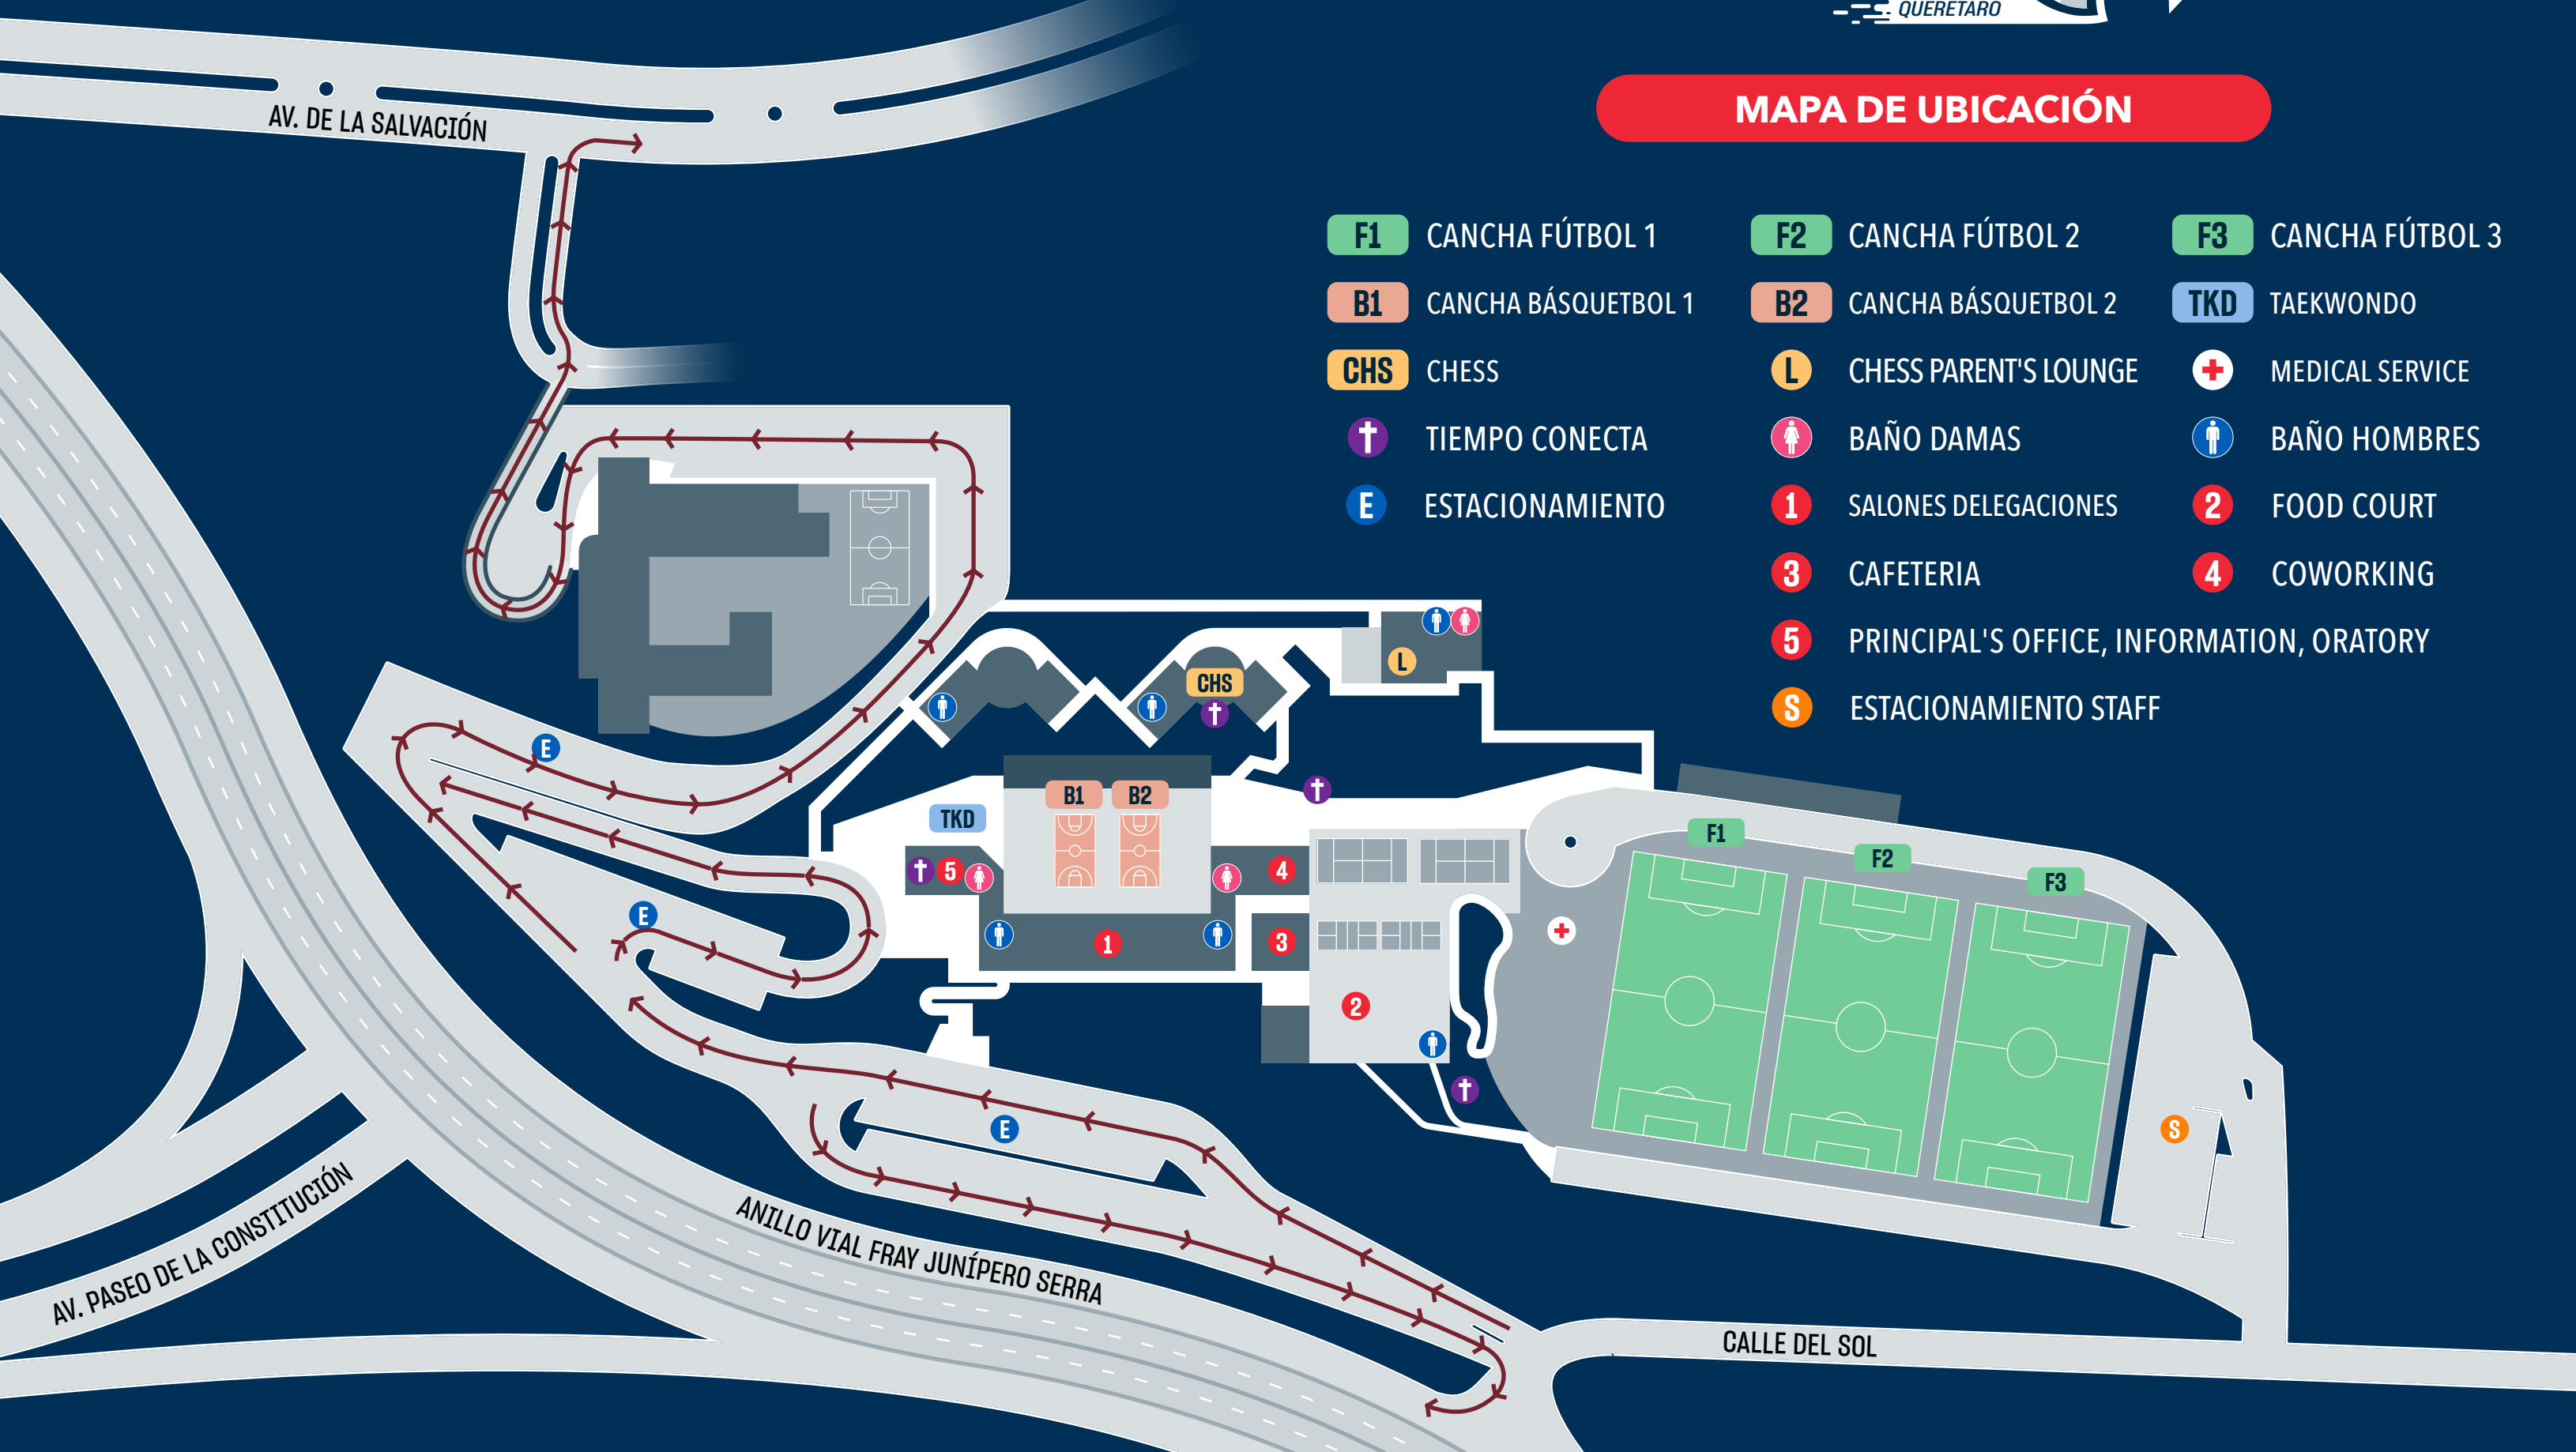 QUERETARO
MAPA DE UBICACIÓN
F1 CANCHA FÚTBOL 1
F2 CANCHA FÚTBOL 2
F3 CANCHA FÚTBOL 3
B1 CANCHA BÁSQUETBOL 1
B2 CANCHA BÁSQUETBOL 2
TKD TAEKWONDO
CHS CHESS
L CHESS PARENT'S LOUNGE
MEDICAL SERVICE
TIEMPO CONECTA
BAÑO DAMAS
BAÑO HOMBRES
E ESTACIONAMIENTO
1 SALONES DELEGACIONES
2 FOOD COURT
3 CAFETERIA
4 COWORKING
5 PRINCIPAL'S OFFICE, INFORMATION, ORATORY
S ESTACIONAMIENTO STAFF
AV. DE LA SALVACIÓN
L
CHS
E
B1
B2
TKD
F1
F2
F3
5
4
E
1
3
2
E
S
AV. PASEO DE LA CONSTITUCIÓN
ANILLO VIAL FRAY JUNÍPERO SERRA
CALLE DEL SOL